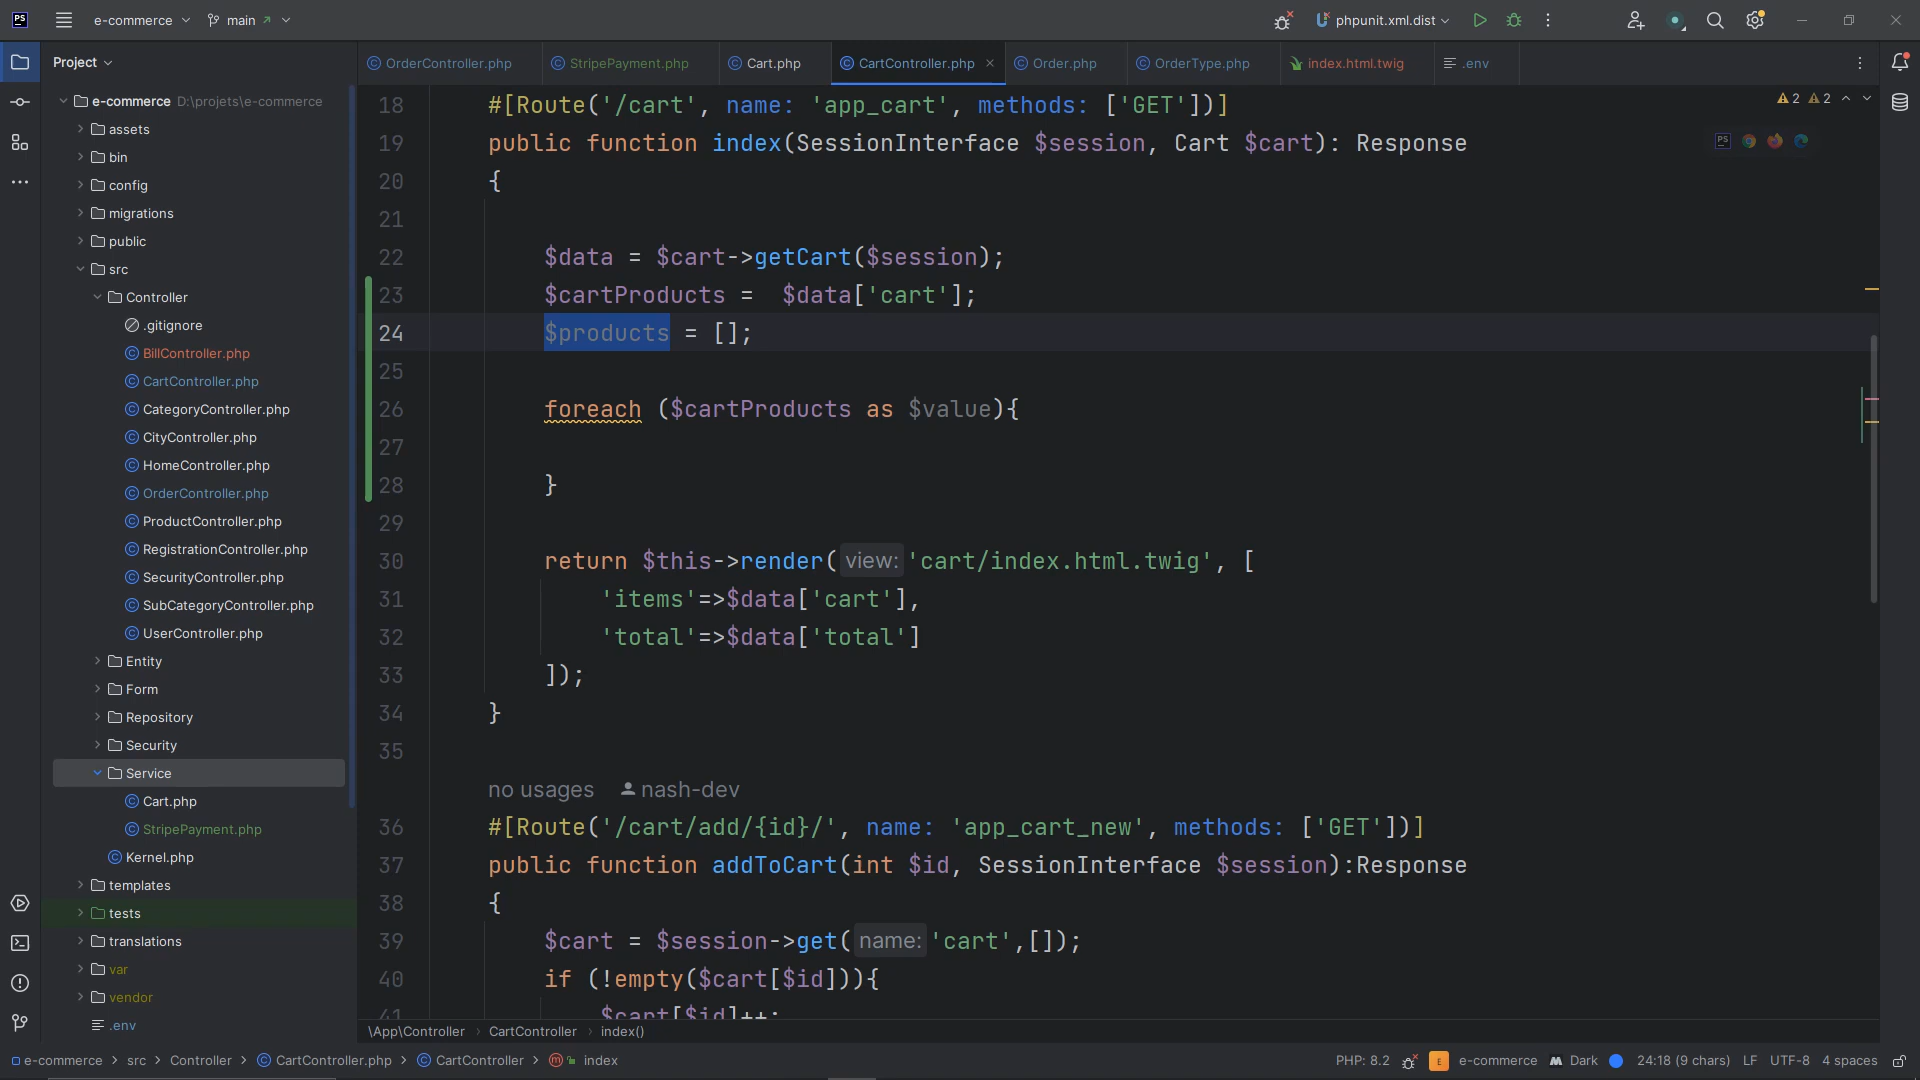 PS e-commerce main phpunit.xml.dist
Project
OrderController.php StripePayment.php Cart.php CartController.php Order.php OrderType.php index.html.twig .env
e-commerce D:\projets\e-commerce
assets
bin
config
migrations
public
src
Controller
.gitignore
BillController.php
CartController.php
CategoryController.php
CityController.php
HomeController.php
OrderController.php
ProductController.php
RegistrationController.php
SecurityController.php
SubCategoryController.php
UserController.php
Entity
Form
Repository
Security
Service
Cart.php
StripePayment.php
Kernel.php
templates
tests
translations
var
vendor
.env
2 2
18 #[Route('/cart', name: 'app_cart', methods: ['GET'])]
19 public function index(SessionInterface $session, Cart $cart): Response
20 {
21
22 $data = $cart->getCart($session);
23 $cartProducts =  $data['cart'];
24 $products = [];
25
26 foreach ($cartProducts as $value){
27
28 }
29
30 return $this->render( view: 'cart/index.html.twig', [
31 'items'=>$data['cart'],
32 'total'=>$data['total']
33 ]);
34 }
35
no usages nash-dev
36 #[Route('/cart/add/{id}/', name: 'app_cart_new', methods: ['GET'])]
37 public function addToCart(int $id, SessionInterface $session):Response
38 {
39 $cart = $session->get( name: 'cart',[]);
40 if (!empty($cart[$id])){
41 $cart[$id]++;
\App\Controller › CartController › index()
e-commerce › src › Controller › CartController.php › CartController › index
PHP: 8.2 E e-commerce Dark 24:18 (9 chars) LF UTF-8 4 spaces